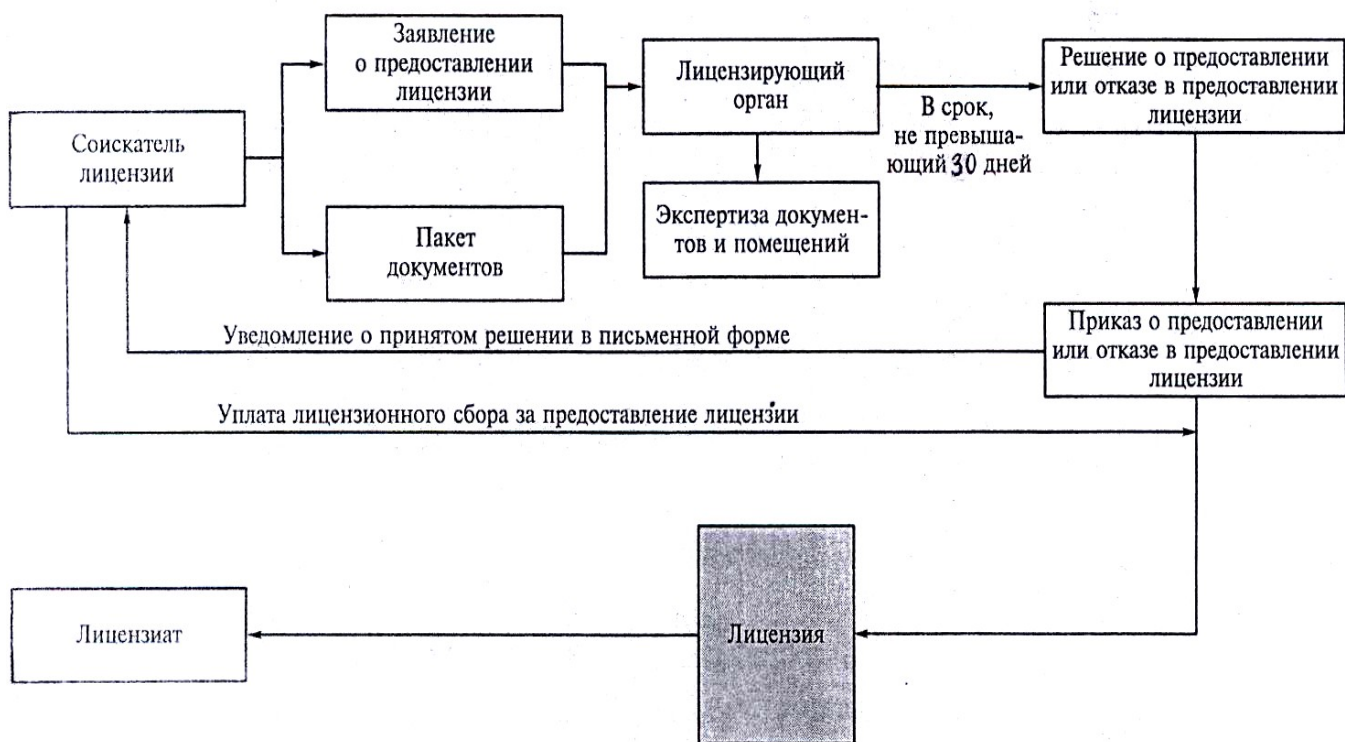 Заявление
о предоставлении
лицензии
Лицензирующий
орган
Решение о предоставлении
или отказе в предоставлении
лицензии
В срок,
не превыша-
ющий 30 дней
Соискатель
лицензии
Пакет
документов
Экспертиза докумен-
тов и помещений
Уведомление о принятом решении в письменной форме
Приказ о предоставлении
или отказе в предоставлении
лицензии
Уплата лицензионного сбора за предоставление лицензии
Лицензиат
Лицензия